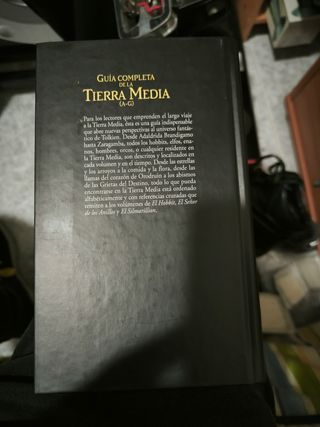 GUÍA COMPLETA
DE LA
TIERRA MEDIA
(A-G)
Para los lectores que emprenden el largo viaje
a la Tierra Media, ésta es una guía indispensable
que abre nuevas perspectivas al universo fantás-
tico de Tolkien. Desde Adaldrida Brandigamo
hasta Zaragamba, todos los hobbits, elfos, ena-
nos, hombres, orcos, o cualquier residente en
la Tierra Media, son descritos y localizados en
cada volumen y en el tiempo. Desde las estrellas
y los arroyos a la comida y la flora, desde las
llamas del corazón de Orodruin a los abismos
de las Grietas del Destino, todo lo que pueda
encontrarse en la Tierra Media está ordenado
alfabéticamente y con referencias cruzadas que
remiten a los volúmenes de El Hobbit, El Señor
de los Anillos y El Silmarillion.